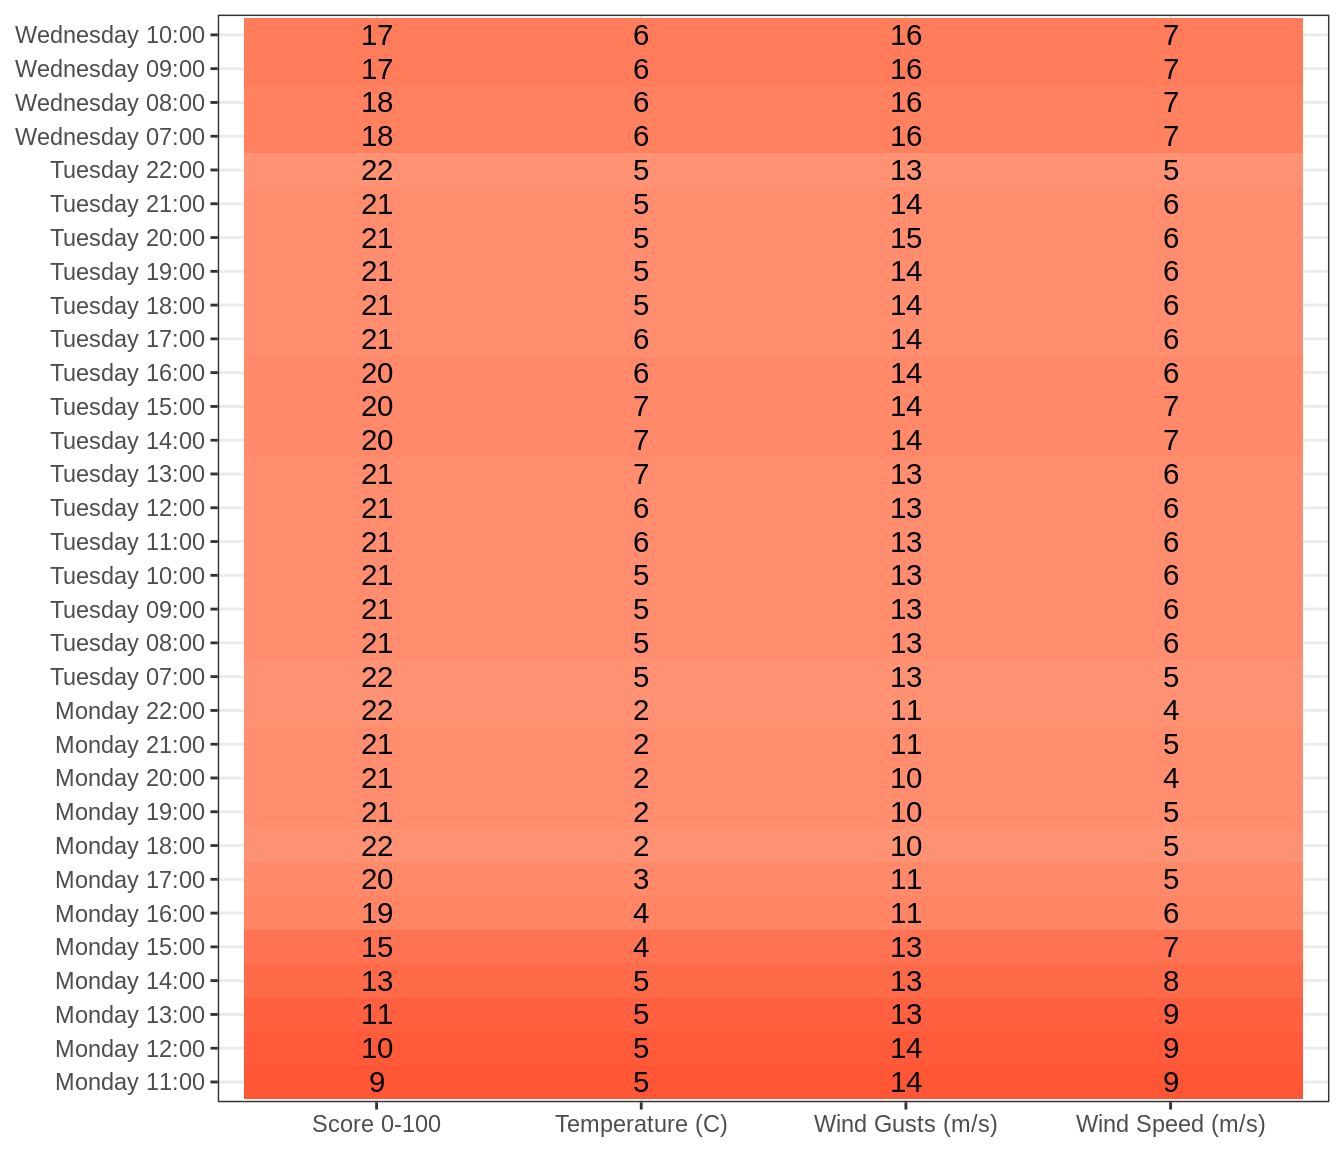 Wednesday 10:00 17 6 16 7
Wednesday 09:00 17 6 16 7
Wednesday 08:00 18 6 16 7
Wednesday 07:00 18 6 16 7
Tuesday 22:00 22 5 13 5
Tuesday 21:00 21 5 14 6
Tuesday 20:00 21 5 15 6
Tuesday 19:00 21 5 14 6
Tuesday 18:00 21 5 14 6
Tuesday 17:00 21 6 14 6
Tuesday 16:00 20 6 14 6
Tuesday 15:00 20 7 14 7
Tuesday 14:00 20 7 14 7
Tuesday 13:00 21 7 13 6
Tuesday 12:00 21 6 13 6
Tuesday 11:00 21 6 13 6
Tuesday 10:00 21 5 13 6
Tuesday 09:00 21 5 13 6
Tuesday 08:00 21 5 13 6
Tuesday 07:00 22 5 13 5
Monday 22:00 22 2 11 4
Monday 21:00 21 2 11 5
Monday 20:00 21 2 10 4
Monday 19:00 21 2 10 5
Monday 18:00 22 2 10 5
Monday 17:00 20 3 11 5
Monday 16:00 19 4 11 6
Monday 15:00 15 4 13 7
Monday 14:00 13 5 13 8
Monday 13:00 11 5 13 9
Monday 12:00 10 5 14 9
Monday 11:00 9 5 14 9
Score 0-100 Temperature (C) Wind Gusts (m/s) Wind Speed (m/s)